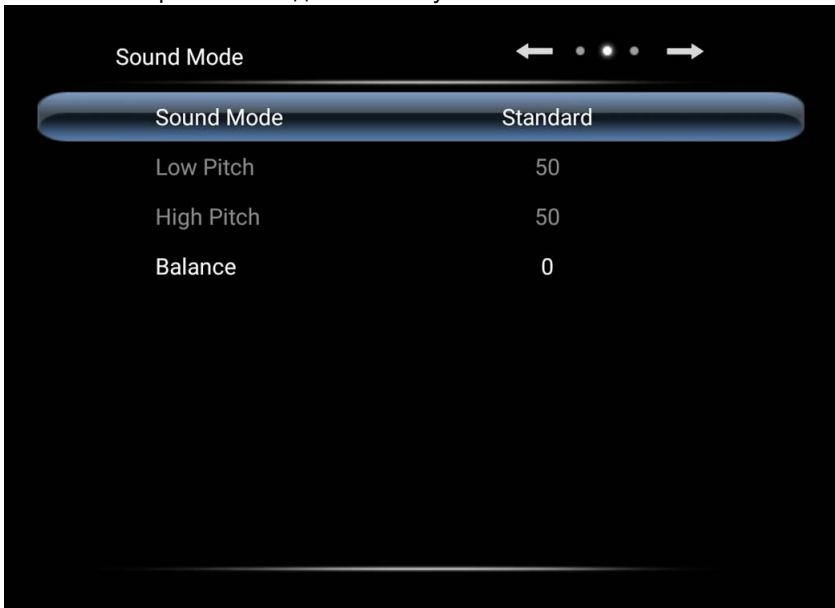 Sound Mode
Sound Mode Standard
Low Pitch 50
High Pitch 50
Balance 0